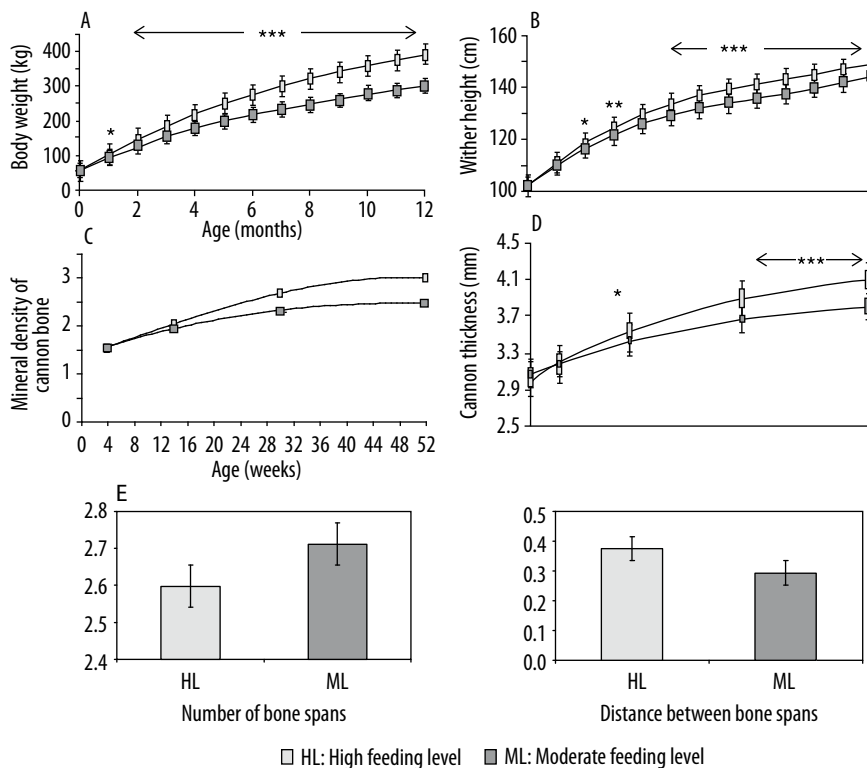 A
Body weight (kg)
400
300
200
100
0
*
***
0 2 4 6 8 10 12
Age (months)
B
Wither height (cm)
160
140
120
100
* ** ***
C
Mineral density of
cannon bone
3
2
1
0
0 4 8 12 16 20 24 28 32 36 40 44 48 52
Age (weeks)
D
Cannon thickness (mm)
4.5
4.1
3.7
3.3
2.9
2.5
* ***
E
2.8
2.7
2.6
2.5
2.4
HL ML
Number of bone spans
0.5
0.4
0.3
0.2
0.1
0.0
HL ML
Distance between bone spans
HL: High feeding level ML: Moderate feeding level